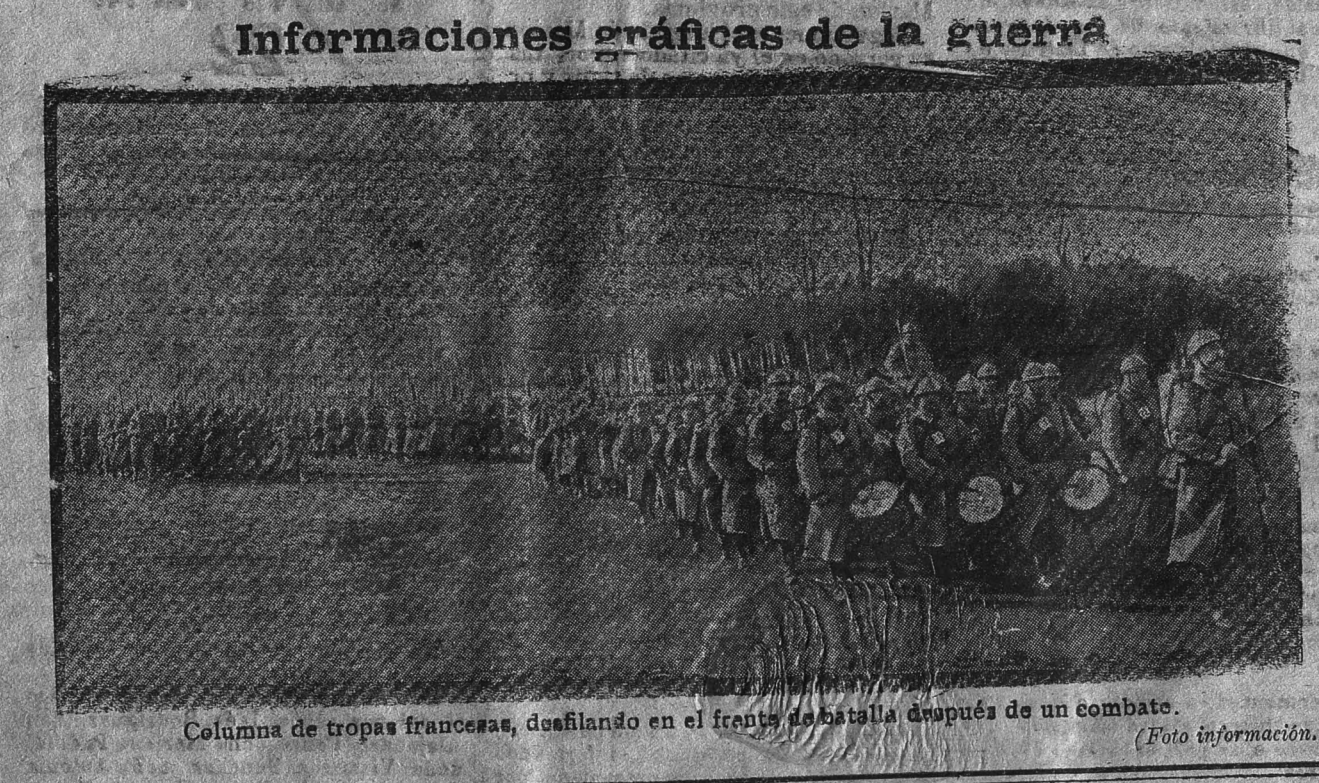 Informaciones gráficas de la guerra
Columna de tropas francesas, desfilando en el frente de batalla después de un combate.
(Foto información.